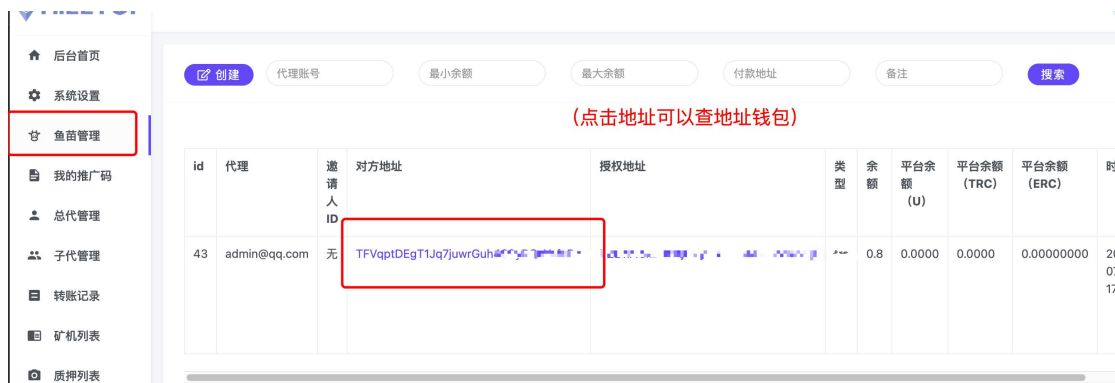 后台首页
系统设置
鱼苗管理
我的推广码
总代管理
子代管理
转账记录
矿机列表
质押列表
创建
代理账号
最小余额
最大余额
付款地址
备注
搜索
(点击地址可以查地址钱包)
id 代理 邀请人ID 对方地址 授权地址 类型 余额 平台余额(U) 平台余额(TRC) 平台余额(ERC) 时
43 admin@qq.com 无 TFVqptDEgT1Jq7juwrGuh 0.8 0.0000 0.0000 0.00000000